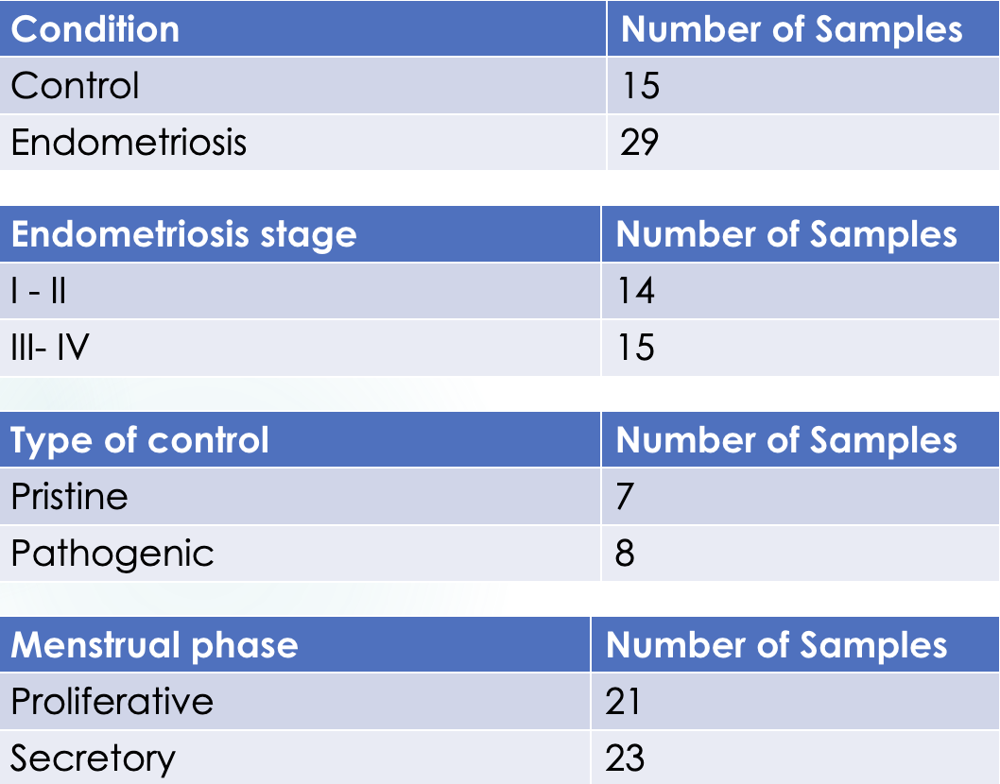 Condition Number of Samples
Control 15
Endometriosis 29
Endometriosis stage Number of Samples
I - II 14
III- IV 15
Type of control Number of Samples
Pristine 7
Pathogenic 8
Menstrual phase Number of Samples
Proliferative 21
Secretory 23